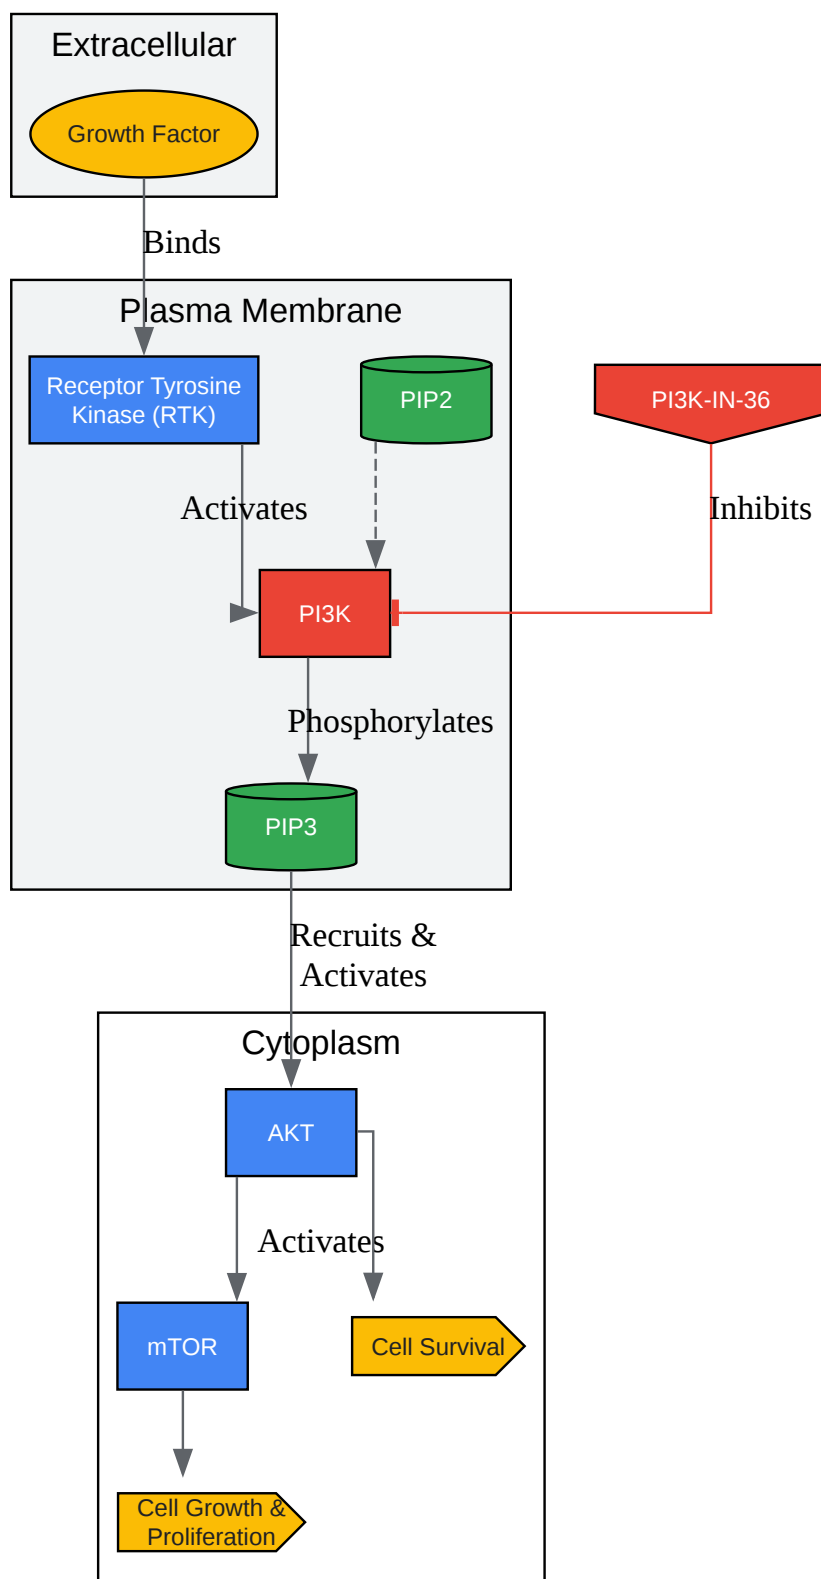 Extracellular
Growth Factor
Binds
Plasma Membrane
Receptor Tyrosine
Kinase (RTK)
PIP2
PI3K-IN-36
Activates
Inhibits
PI3K
Phosphorylates
PIP3
Recruits &
Activates
Cytoplasm
AKT
Activates
mTOR
Cell Survival
Cell Growth &
Proliferation